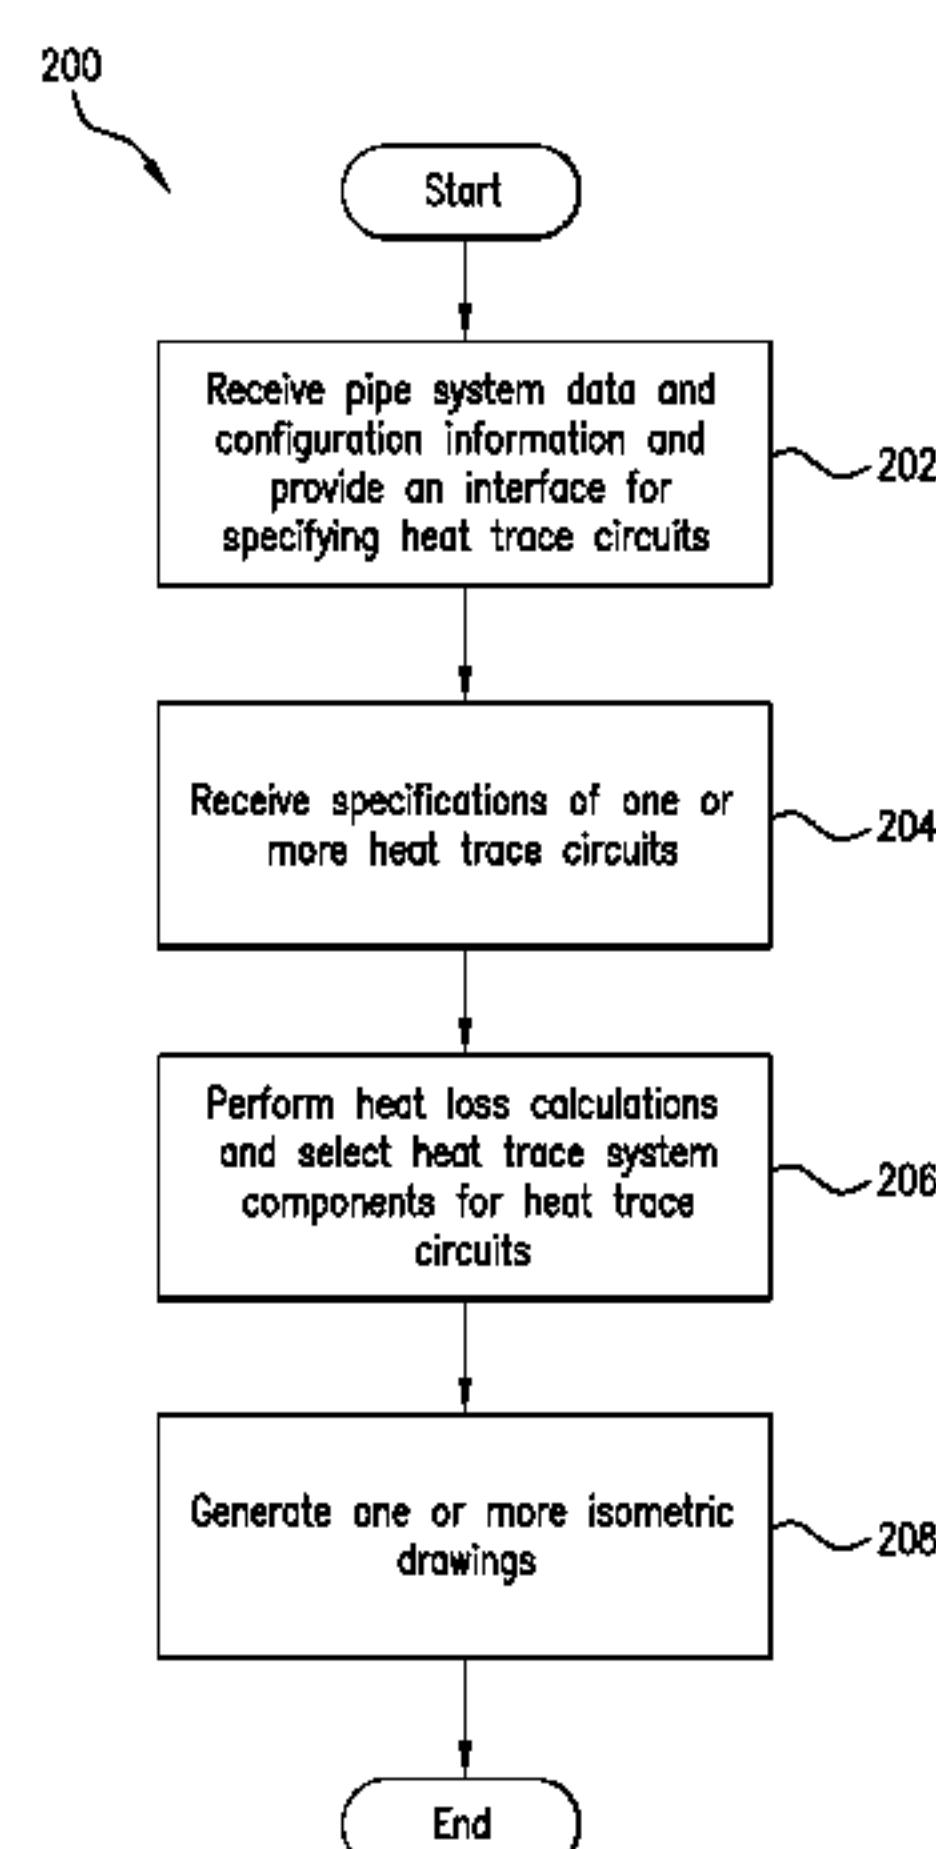 200
Start
Receive pipe system data and
configuration information and
provide an interface for
specifying heat trace circuits
202
Receive specifications of one or
more heat trace circuits
204
Perform heat loss calculations
and select heat trace system
components for heat trace
circuits
206
Generate one or more isometric
drawings
208
End